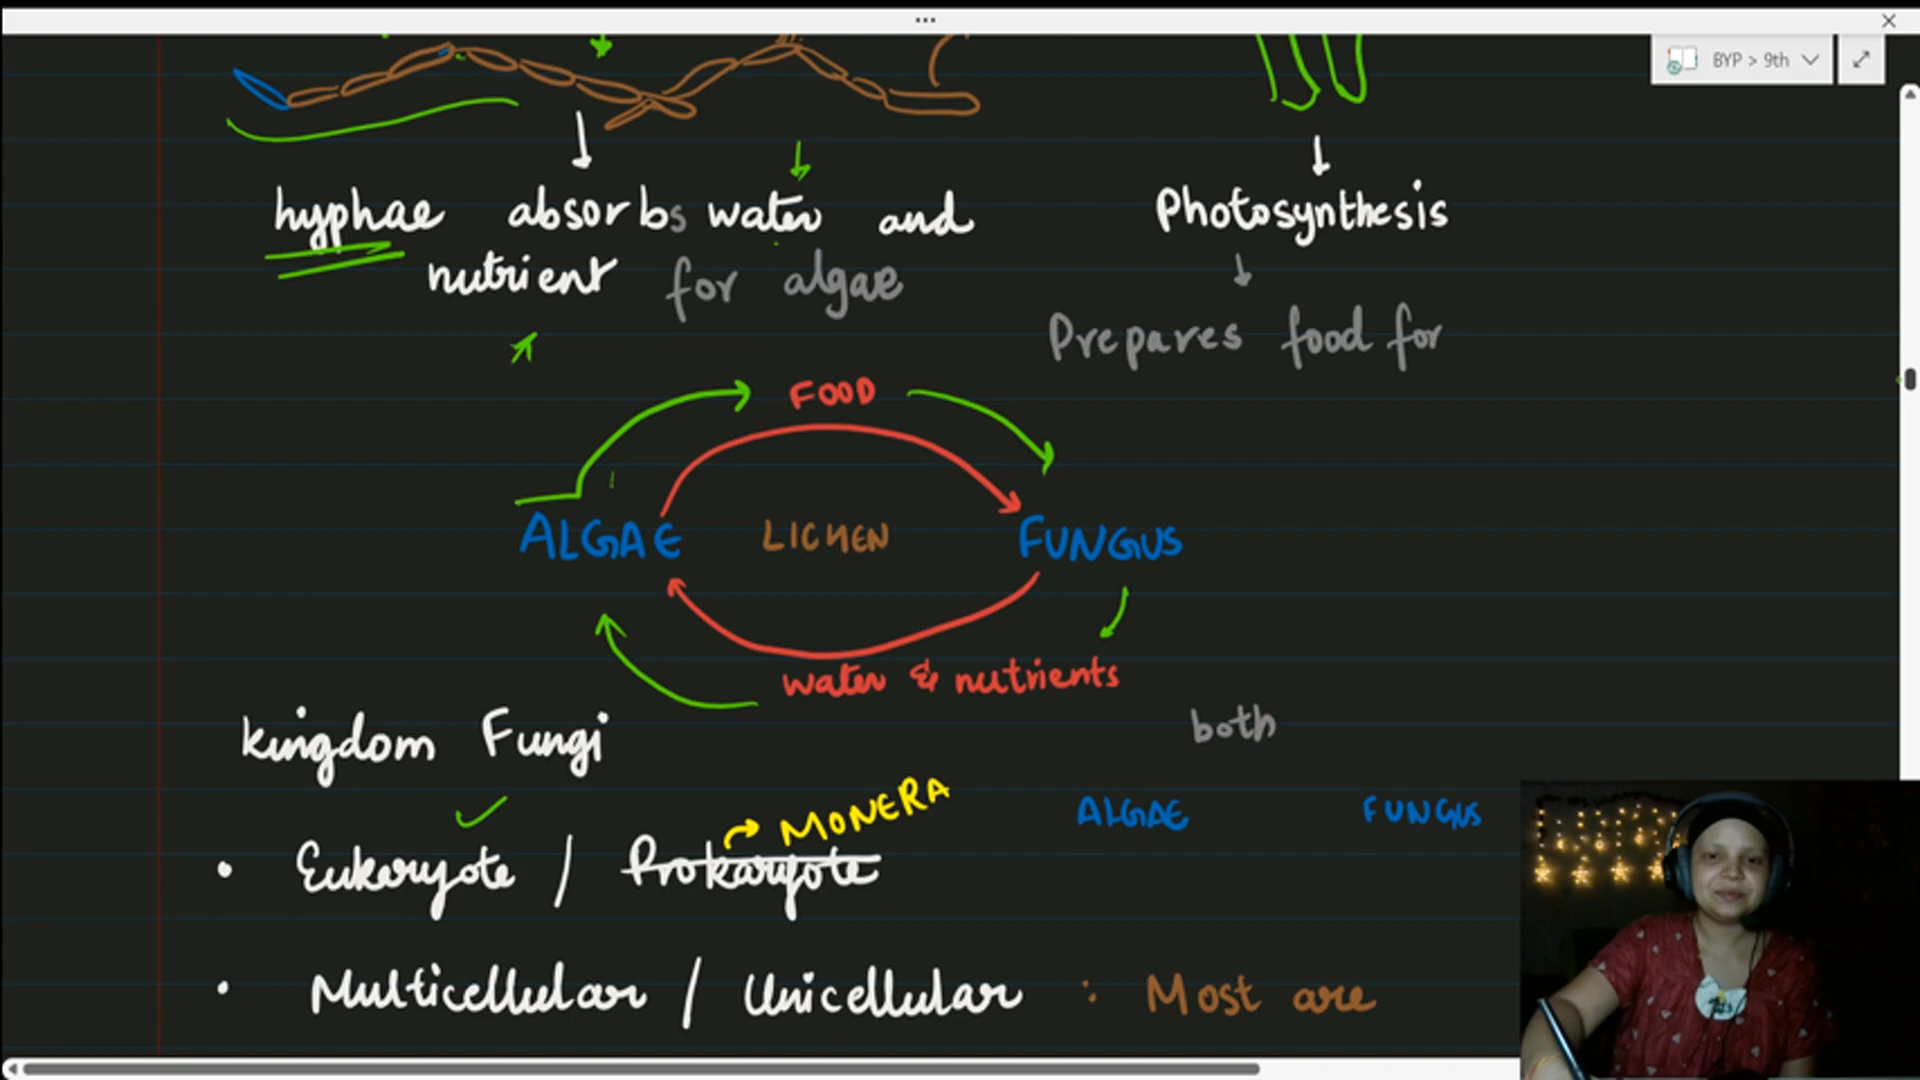 BYP > 9th
hyphae absorbs water and
nutrient for algae
Photosynthesis
Prepares food for
FOOD
ALGAE LICHEN FUNGUS
water & nutrients
both
ALGAE FUNGUS
kingdom Fungi
MONERA
• Eukeryote / Prokaryote
• Multicellular / Unicellular : Most are